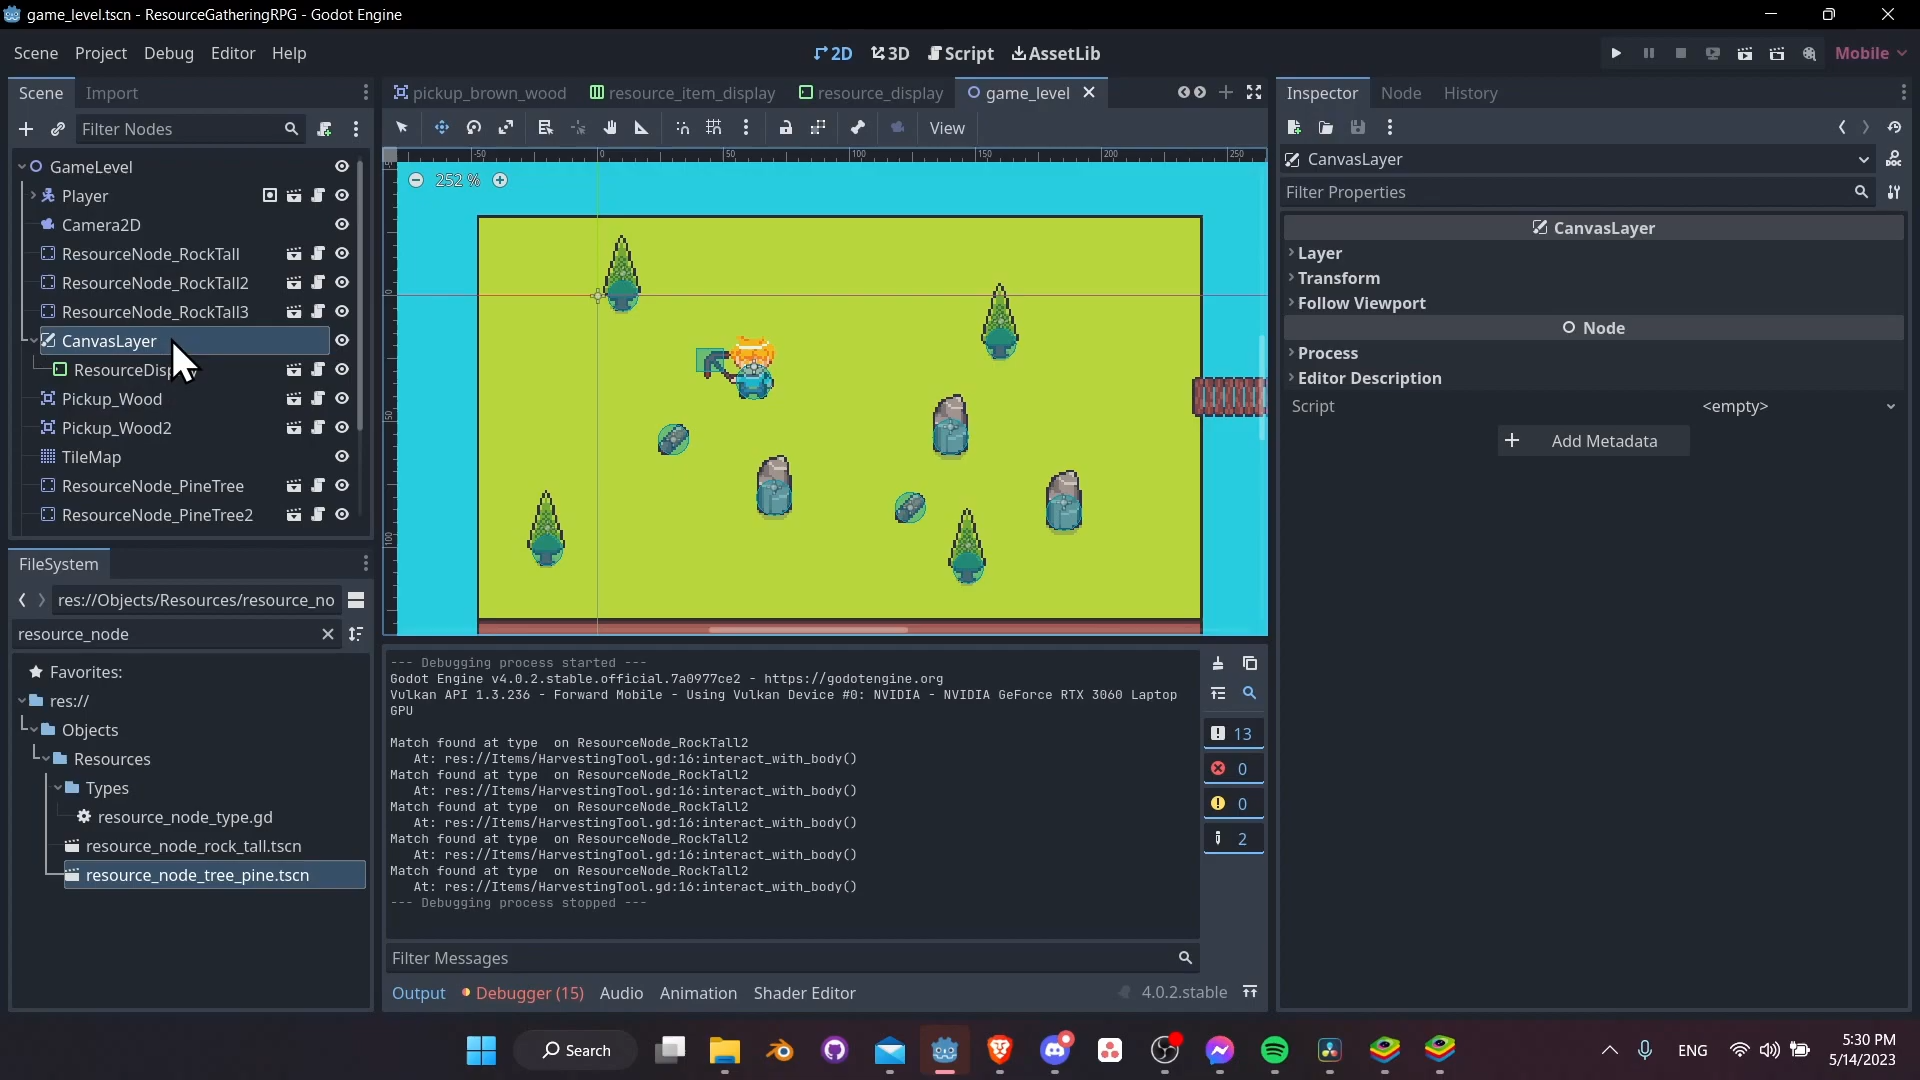 game_level.tscn - ResourceGatheringRPG - Godot Engine
Scene Project Debug Editor Help
2D 3D Script AssetLib
Mobile
Scene Import
pickup_brown_wood resource_item_display resource_display game_level
Inspector Node History
Filter Nodes
View
GameLevel
Player
Camera2D
ResourceNode_RockTall
ResourceNode_RockTall2
ResourceNode_RockTall3
CanvasLayer
Pickup_Wood
Pickup_Wood2
TileMap
ResourceNode_PineTree
ResourceNode_PineTree2
-50 0 50 100 150 200 250
0
50
100
252 %
CanvasLayer
Filter Properties
CanvasLayer
Layer
Transform
Follow Viewport
Node
Process
Editor Description
Script <empty>
Add Metadata
FileSystem
res://Objects/Resources/resource_no
resource_node
Favorites:
res://
Objects
Resources
Types
resource_node_type.gd
resource_node_rock_tall.tscn
resource_node_tree_pine.tscn
--- Debugging process started ---
Godot Engine v4.0.2.stable.official.7a0977ce2 - https://godotengine.org
Vulkan API 1.3.236 - Forward Mobile - Using Vulkan Device #0: NVIDIA - NVIDIA GeForce RTX 3060 Laptop
GPU
Match found at type  on ResourceNode_RockTall2
At: res://Items/HarvestingTool.gd:16:interact_with_body()
Match found at type  on ResourceNode_RockTall2
At: res://Items/HarvestingTool.gd:16:interact_with_body()
Match found at type  on ResourceNode_RockTall2
At: res://Items/HarvestingTool.gd:16:interact_with_body()
Match found at type  on ResourceNode_RockTall2
At: res://Items/HarvestingTool.gd:16:interact_with_body()
Match found at type  on ResourceNode_RockTall2
At: res://Items/HarvestingTool.gd:16:interact_with_body()
--- Debugging process stopped ---
13
0
0
2
Filter Messages
Output Debugger (15) Audio Animation Shader Editor
4.0.2.stable
Search
ENG
5:30 PM
5/14/2023